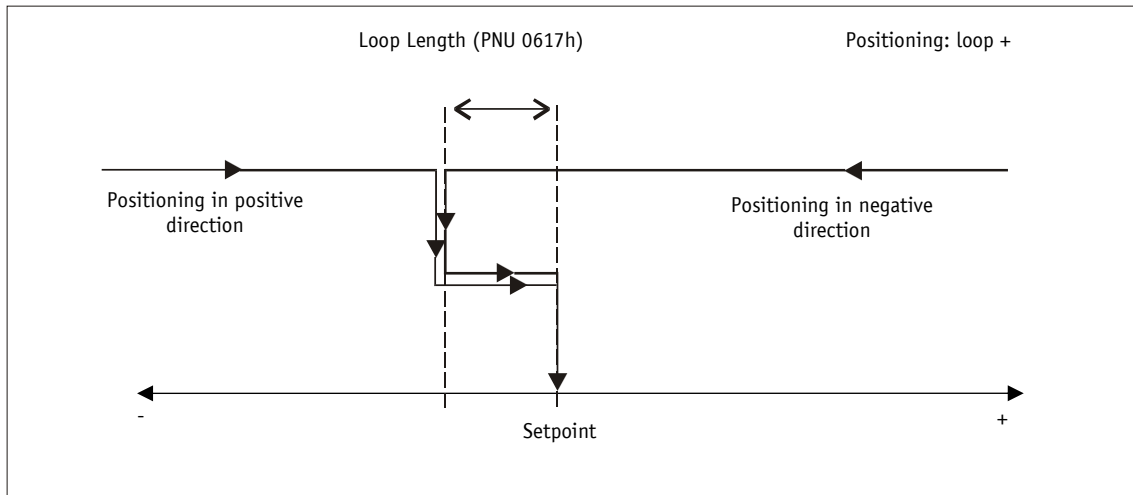 Loop Length (PNU 0617h)
Positioning: loop +
Positioning in positive
direction
Positioning in negative
direction
-
+
Setpoint